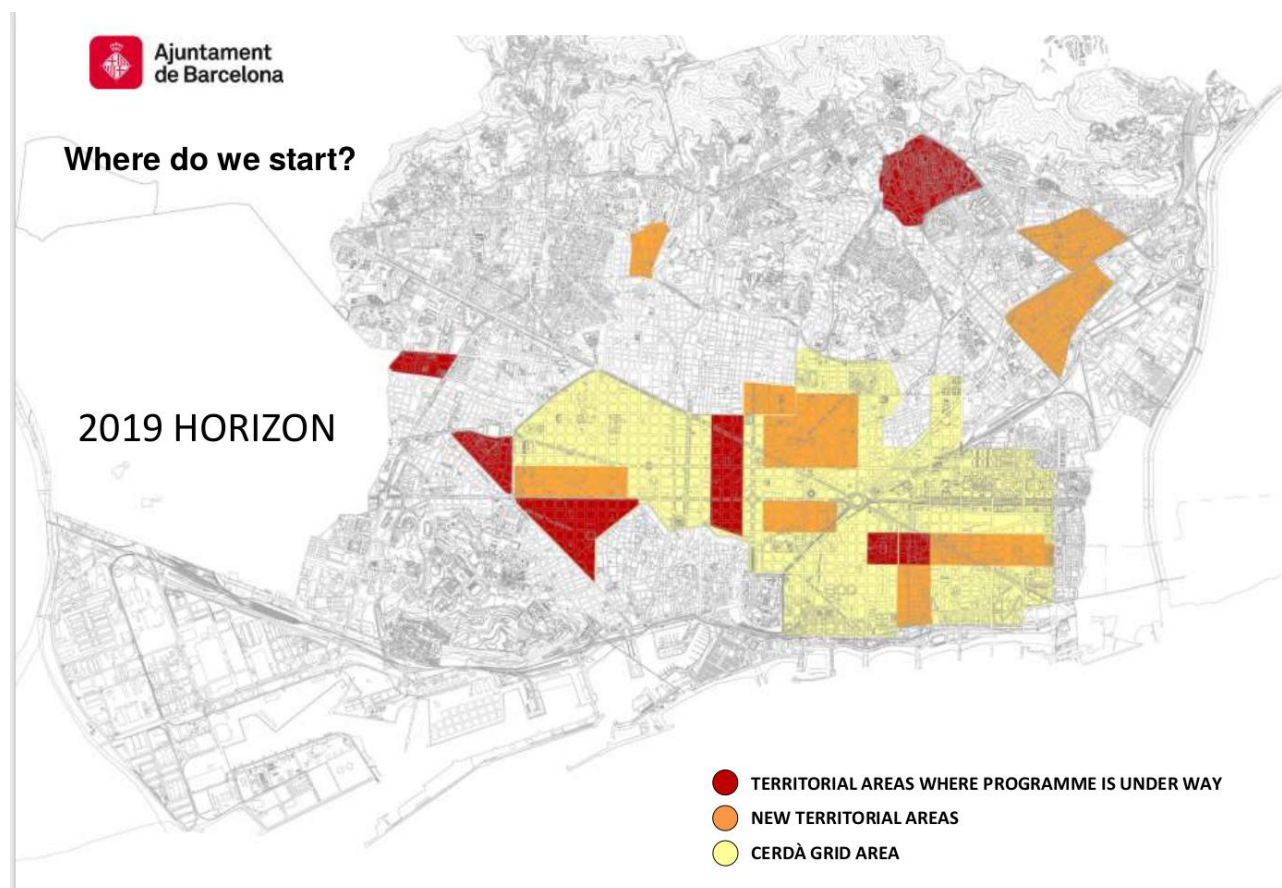 Ajuntament
de Barcelona
Where do we start?
2019 HORIZON
TERRITORIAL AREAS WHERE PROGRAMME IS UNDER WAY
NEW TERRITORIAL AREAS
CERDÀ GRID AREA